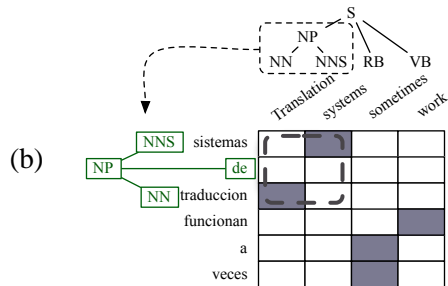 S
NP
NN NNS RB VB
Translation systems sometimes work
(b)
NNS sistemas
NP de
NN traduccion
funcionan
a
veces